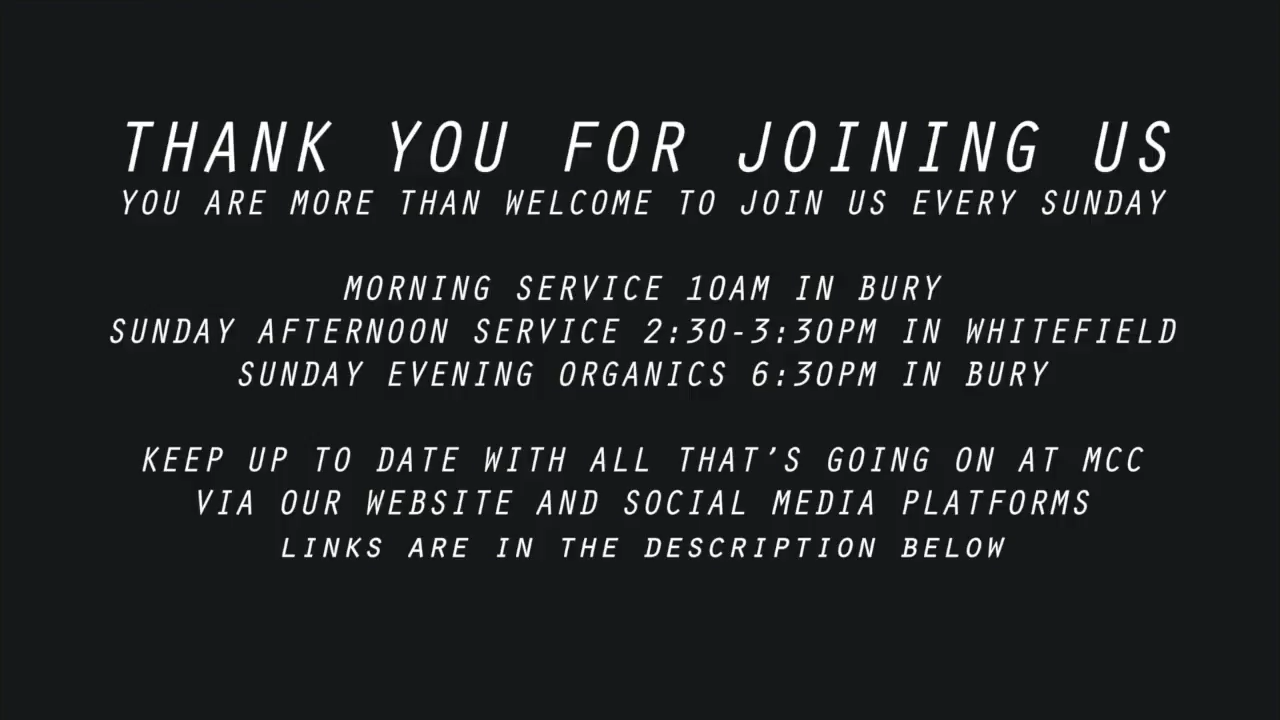 THANK YOU FOR JOINING US
YOU ARE MORE THAN WELCOME TO JOIN US EVERY SUNDAY
MORNING SERVICE 10AM IN BURY
SUNDAY AFTERNOON SERVICE 2:30-3:30PM IN WHITEFIELD
SUNDAY EVENING ORGANICS 6:30PM IN BURY
KEEP UP TO DATE WITH ALL THAT'S GOING ON AT MCC
VIA OUR WEBSITE AND SOCIAL MEDIA PLATFORMS
LINKS ARE IN THE DESCRIPTION BELOW